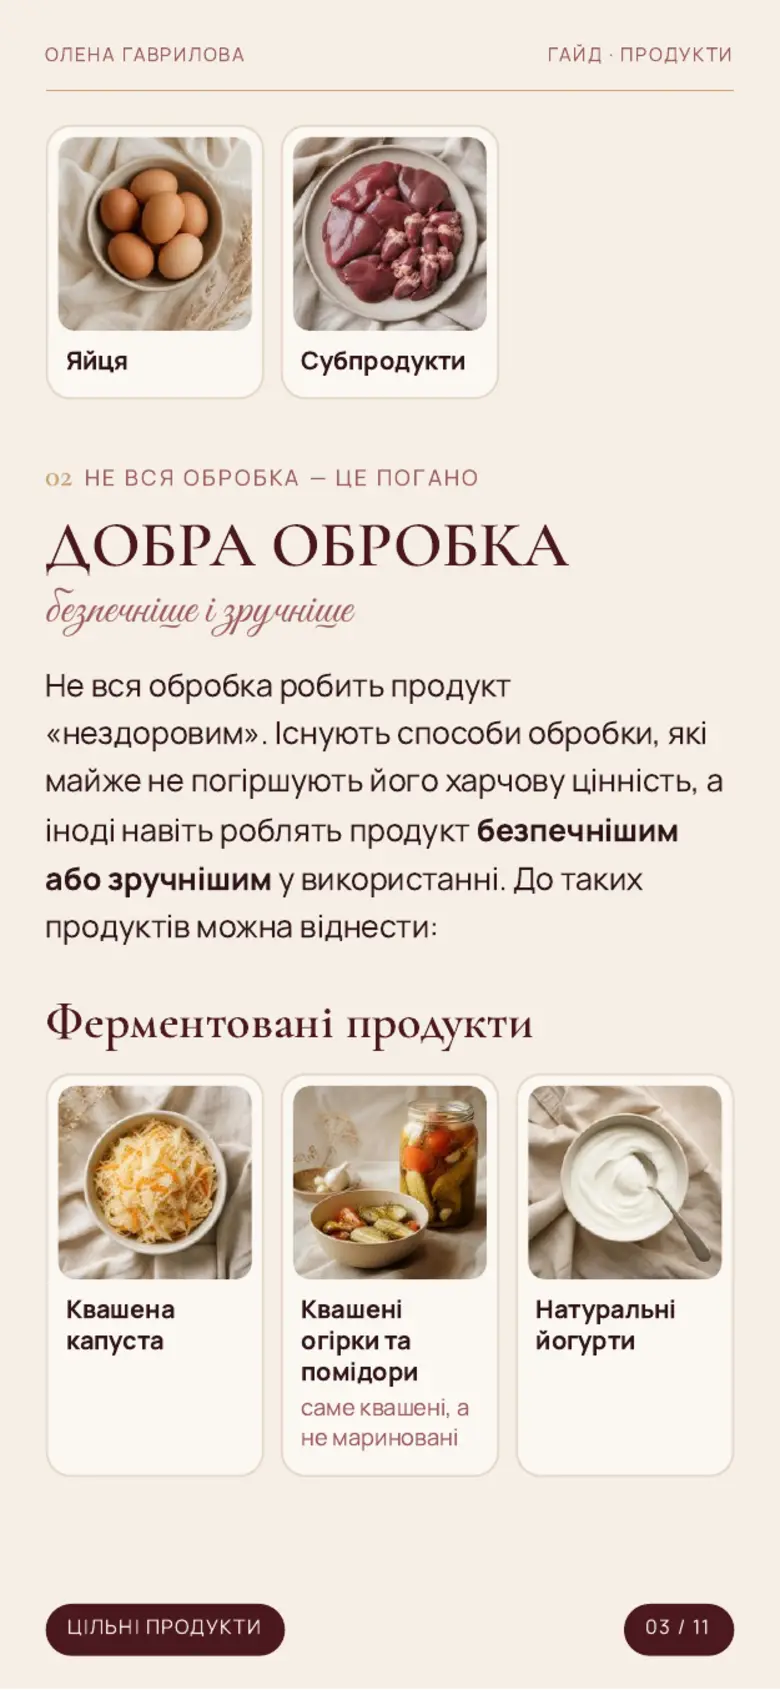 ОЛЕНА ГАВРИЛОВА
ГАЙД · ПРОДУКТИ
Яйця
Субпродукти
02 НЕ ВСЯ ОБРОБКА — ЦЕ ПОГАНО
ДОБРА ОБРОБКА
безпечніше і зручніше
Не вся обробка робить продукт
«нездоровим». Існують способи обробки, які
майже не погіршують його харчову цінність, а
іноді навіть роблять продукт безпечнішим
або зручнішим у використанні. До таких
продуктів можна віднести:
Ферментовані продукти
Квашена
капуста
Квашені
огірки та
помідори
саме квашені, а
не мариновані
Натуральні
йогурти
ЦІЛЬНІ ПРОДУКТИ
03 / 11